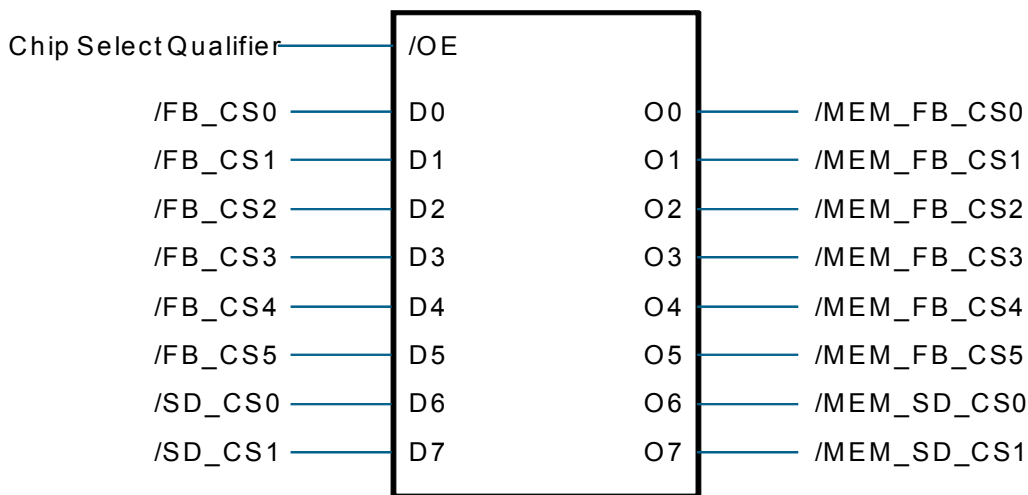 Chip Select Qualifier /OE
/FB_CS0 D0 O0 /MEM_FB_CS0
/FB_CS1 D1 O1 /MEM_FB_CS1
/FB_CS2 D2 O2 /MEM_FB_CS2
/FB_CS3 D3 O3 /MEM_FB_CS3
/FB_CS4 D4 O4 /MEM_FB_CS4
/FB_CS5 D5 O5 /MEM_FB_CS5
/SD_CS0 D6 O6 /MEM_SD_CS0
/SD_CS1 D7 O7 /MEM_SD_CS1